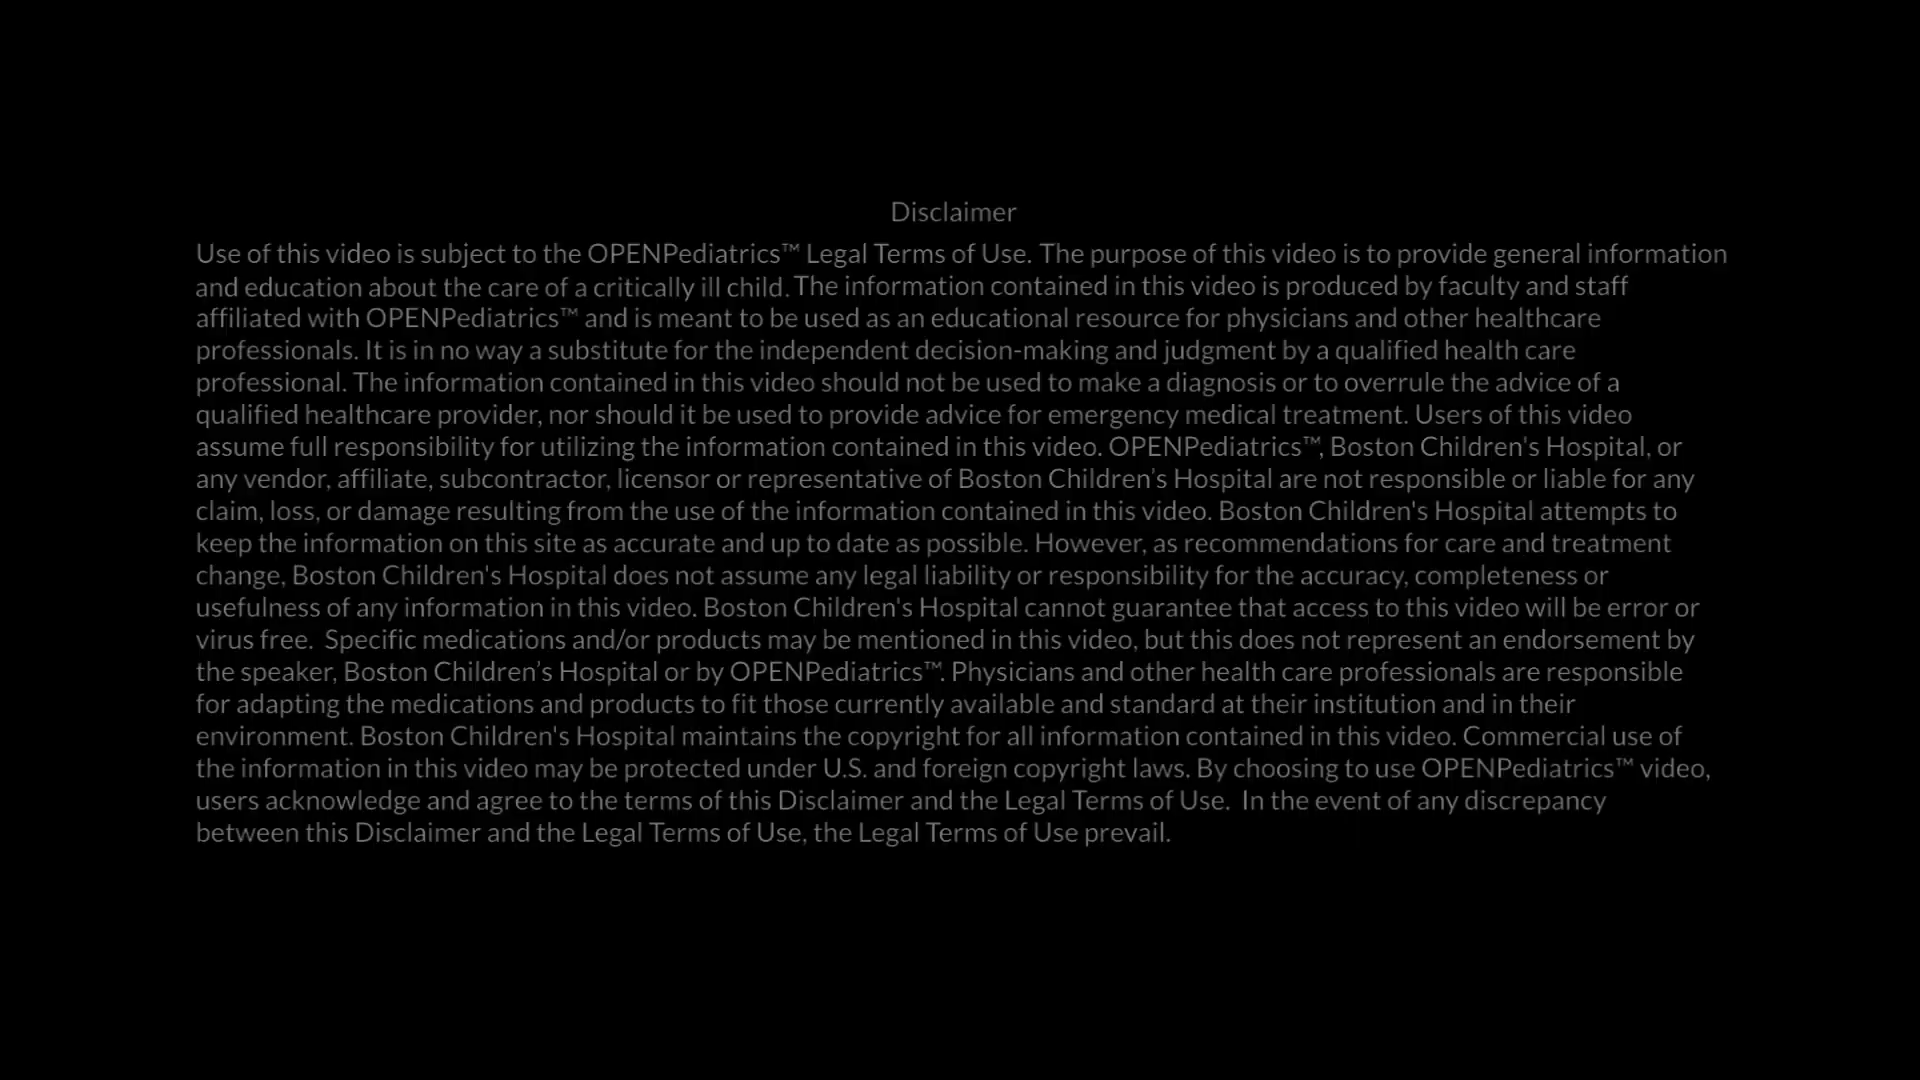 Disclaimer
Use of this video is subject to the OPENPediatrics™ Legal Terms of Use. The purpose of this video is to provide general information
and education about the care of a critically ill child. The information contained in this video is produced by faculty and staff
affiliated with OPENPediatrics™ and is meant to be used as an educational resource for physicians and other healthcare
professionals. It is in no way a substitute for the independent decision-making and judgment by a qualified health care
professional. The information contained in this video should not be used to make a diagnosis or to overrule the advice of a
qualified healthcare provider, nor should it be used to provide advice for emergency medical treatment. Users of this video
assume full responsibility for utilizing the information contained in this video. OPENPediatrics™, Boston Children's Hospital, or
any vendor, affiliate, subcontractor, licensor or representative of Boston Children’s Hospital are not responsible or liable for any
claim, loss, or damage resulting from the use of the information contained in this video. Boston Children's Hospital attempts to
keep the information on this site as accurate and up to date as possible. However, as recommendations for care and treatment
change, Boston Children's Hospital does not assume any legal liability or responsibility for the accuracy, completeness or
usefulness of any information in this video. Boston Children's Hospital cannot guarantee that access to this video will be error or
virus free.  Specific medications and/or products may be mentioned in this video, but this does not represent an endorsement by
the speaker, Boston Children’s Hospital or by OPENPediatrics™. Physicians and other health care professionals are responsible
for adapting the medications and products to fit those currently available and standard at their institution and in their
environment. Boston Children's Hospital maintains the copyright for all information contained in this video. Commercial use of
the information in this video may be protected under U.S. and foreign copyright laws. By choosing to use OPENPediatrics™ video,
users acknowledge and agree to the terms of this Disclaimer and the Legal Terms of Use.  In the event of any discrepancy
between this Disclaimer and the Legal Terms of Use, the Legal Terms of Use prevail.